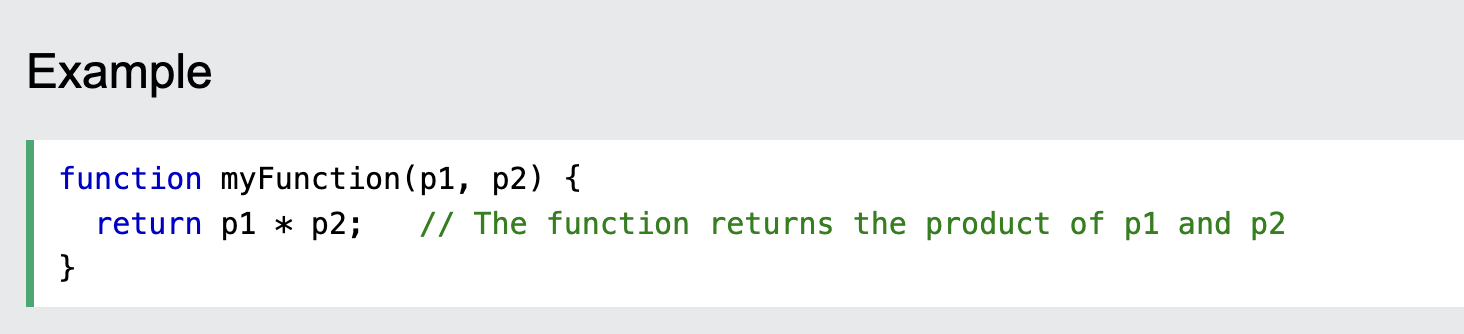 Example
function myFunction(p1, p2) {
  return p1 * p2;   // The function returns the product of p1 and p2
}